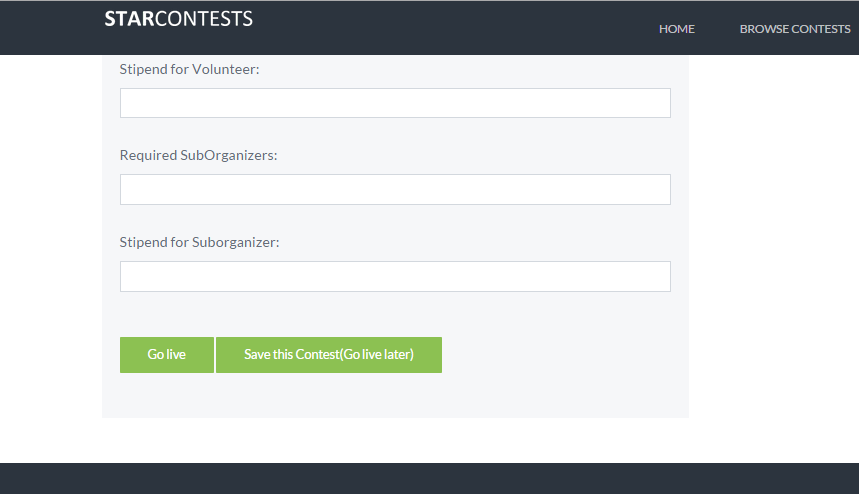 STARCONTESTS
HOME
BROWSE CONTESTS
Stipend for Volunteer:
Required SubOrganizers:
Stipend for Suborganizer:
Go live
Save this Contest(Go live later)